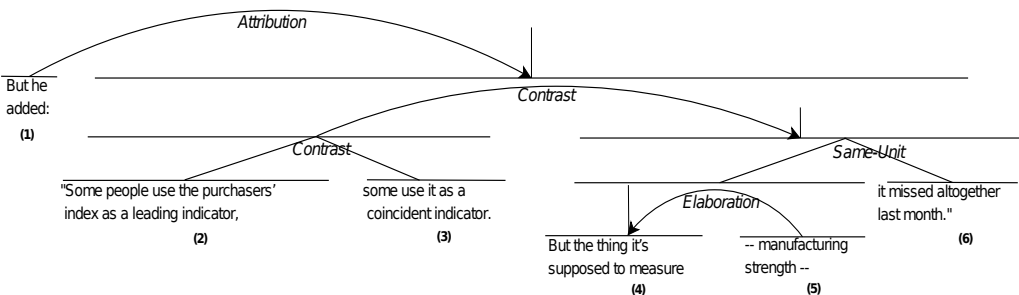 Attribution
But he
added:
(1)
Contrast
Contrast
"Some people use the purchasers'
index as a leading indicator,
(2)
some use it as a
coincident indicator.
(3)
Same-Unit
Elaboration
But the thing it's
supposed to measure
(4)
-- manufacturing
strength --
(5)
it missed altogether
last month."
(6)